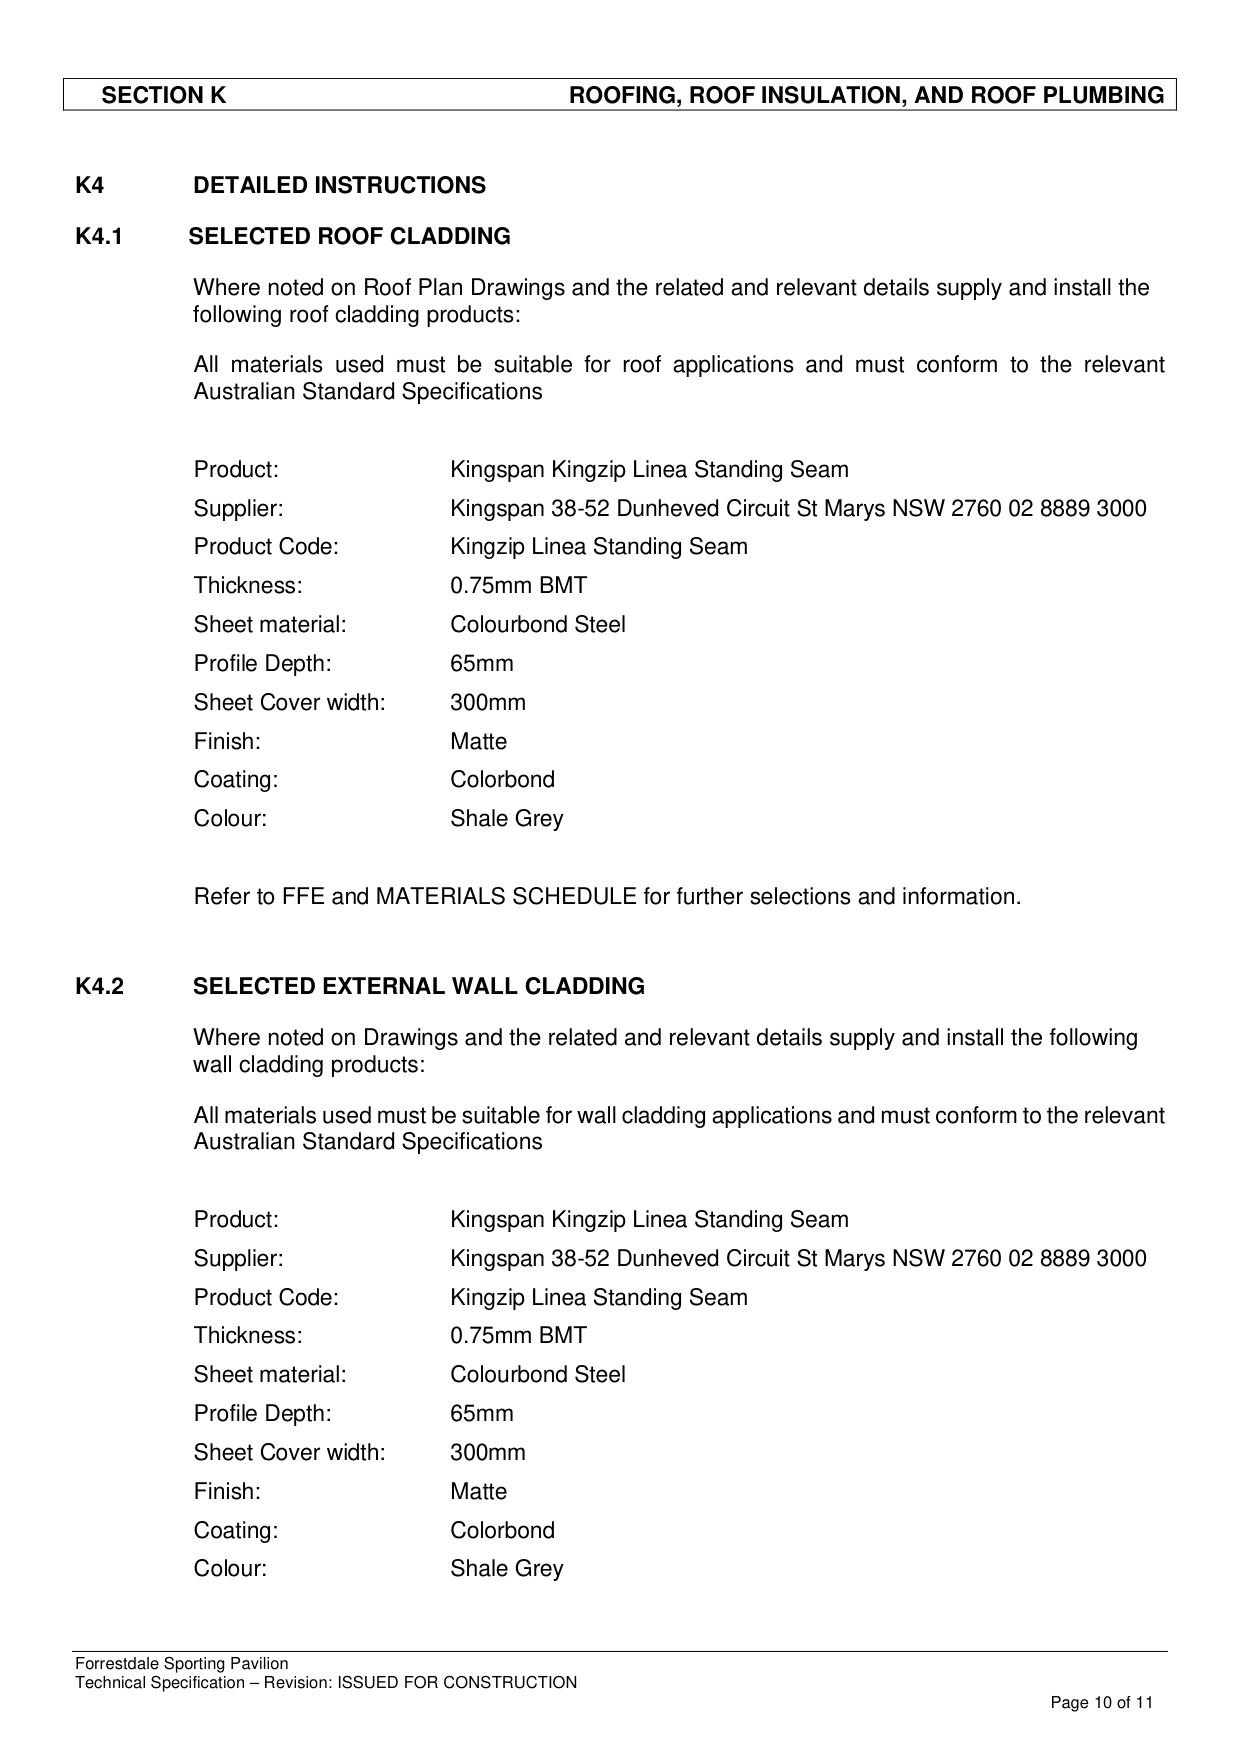 SECTION K ROOFING, ROOF INSULATION, AND ROOF PLUMBING
K4 DETAILED INSTRUCTIONS
K4.1 SELECTED ROOF CLADDING
Where noted on Roof Plan Drawings and the related and relevant details supply and install the
following roof cladding products:
All materials used must be suitable for roof applications and must conform to the relevant
Australian Standard Specifications
Product: Kingspan Kingzip Linea Standing Seam
Supplier: Kingspan 38-52 Dunheved Circuit St Marys NSW 2760 02 8889 3000
Product Code: Kingzip Linea Standing Seam
Thickness: 0.75mm BMT
Sheet material: Colourbond Steel
Profile Depth: 65mm
Sheet Cover width: 300mm
Finish: Matte
Coating: Colorbond
Colour: Shale Grey
Refer to FFE and MATERIALS SCHEDULE for further selections and information.
K4.2 SELECTED EXTERNAL WALL CLADDING
Where noted on Drawings and the related and relevant details supply and install the following
wall cladding products:
All materials used must be suitable for wall cladding applications and must conform to the relevant
Australian Standard Specifications
Product: Kingspan Kingzip Linea Standing Seam
Supplier: Kingspan 38-52 Dunheved Circuit St Marys NSW 2760 02 8889 3000
Product Code: Kingzip Linea Standing Seam
Thickness: 0.75mm BMT
Sheet material: Colourbond Steel
Profile Depth: 65mm
Sheet Cover width: 300mm
Finish: Matte
Coating: Colorbond
Colour: Shale Grey
Forrestdale Sporting Pavilion
Technical Specification – Revision: ISSUED FOR CONSTRUCTION
Page 10 of 11